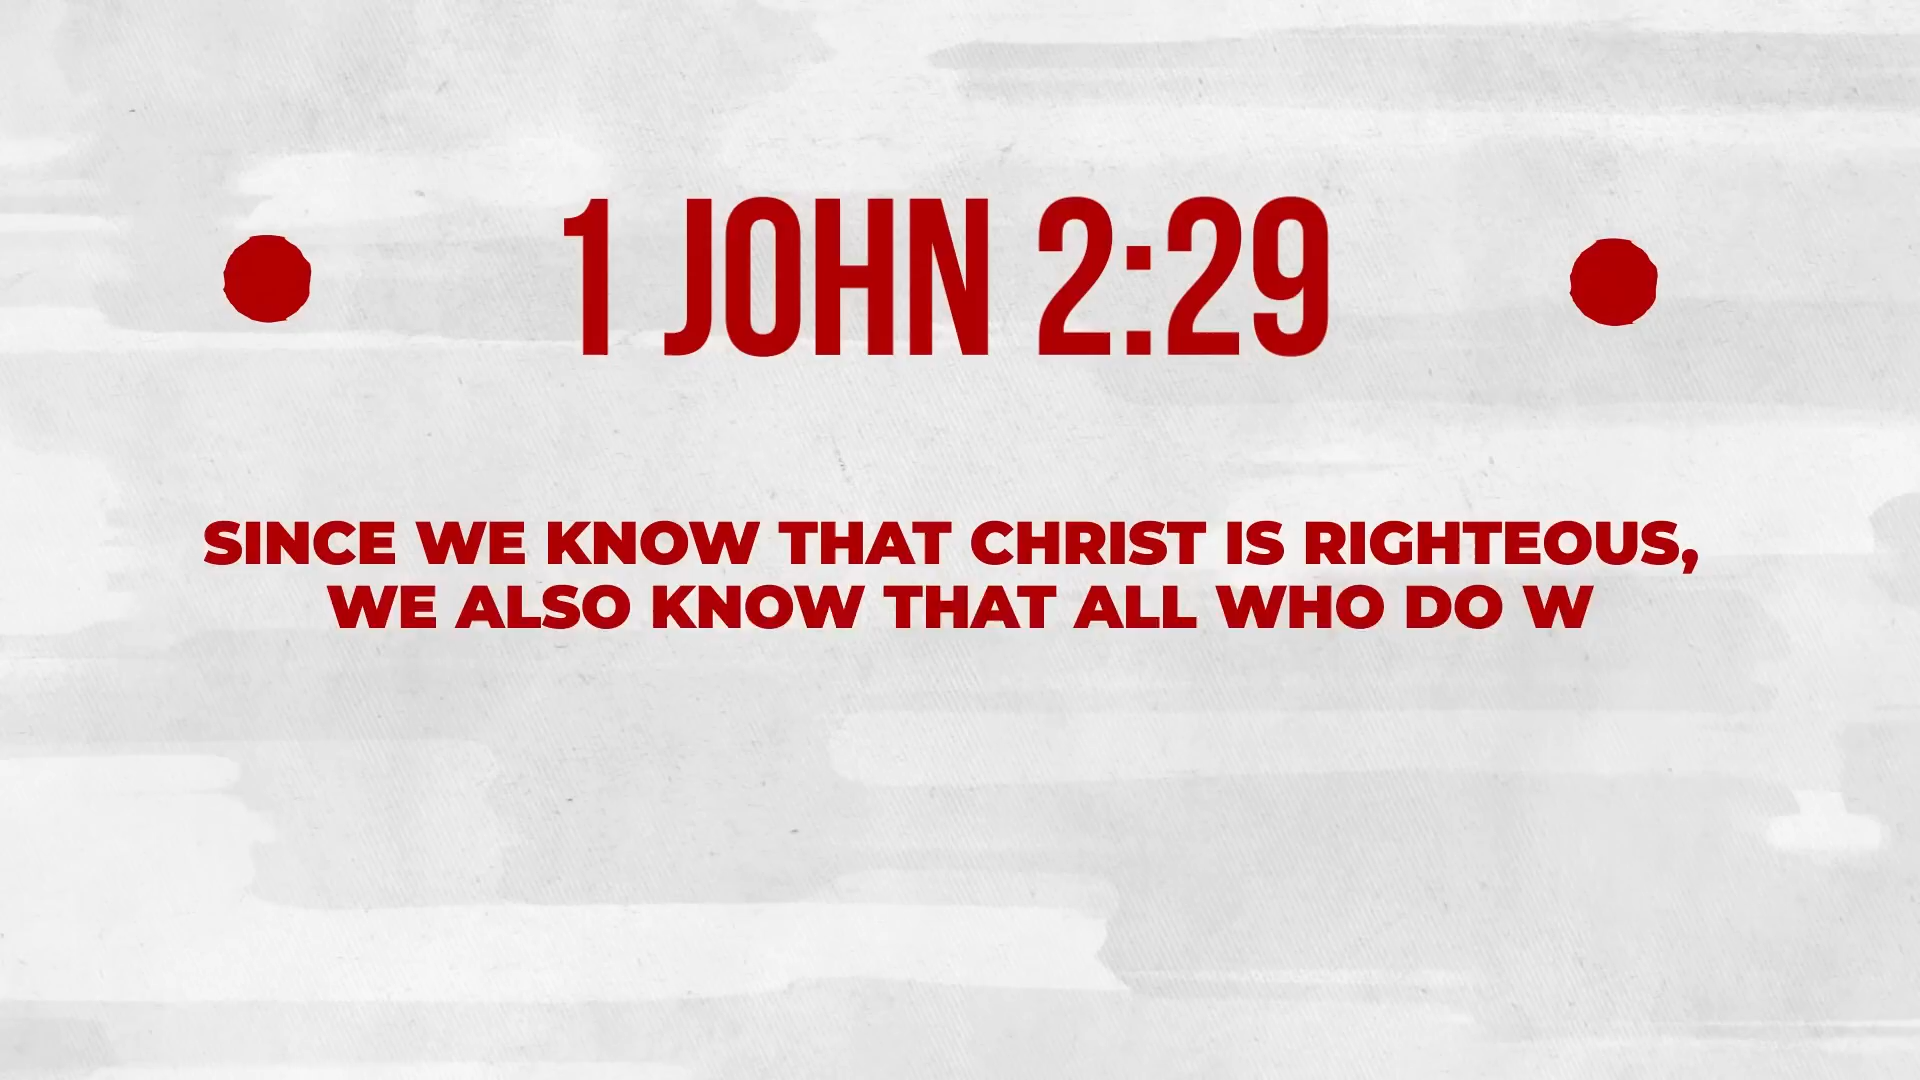 1 JOHN 2:29
SINCE WE KNOW THAT CHRIST IS RIGHTEOUS,
WE ALSO KNOW THAT ALL WHO DO W